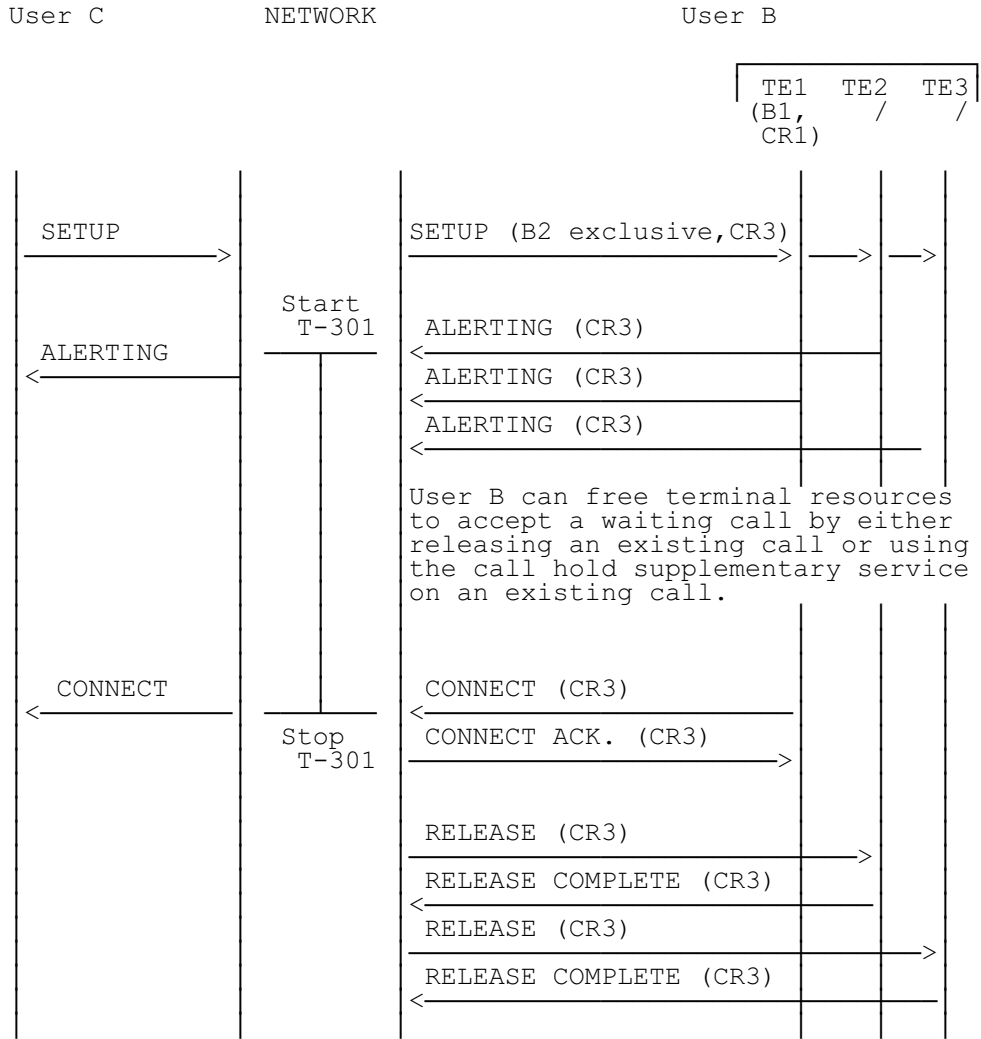 User C NETWORK User B
TE1 TE2 TE3
(B1, / /
CR1)
SETUP SETUP (B2 exclusive,CR3)
Start
T-301 ALERTING (CR3)
ALERTING
ALERTING (CR3)
ALERTING (CR3)
User B can free terminal resources
to accept a waiting call by either
releasing an existing call or using
the call hold supplementary service
on an existing call.
CONNECT CONNECT (CR3)
Stop CONNECT ACK. (CR3)
T-301
RELEASE (CR3)
RELEASE COMPLETE (CR3)
RELEASE (CR3)
RELEASE COMPLETE (CR3)